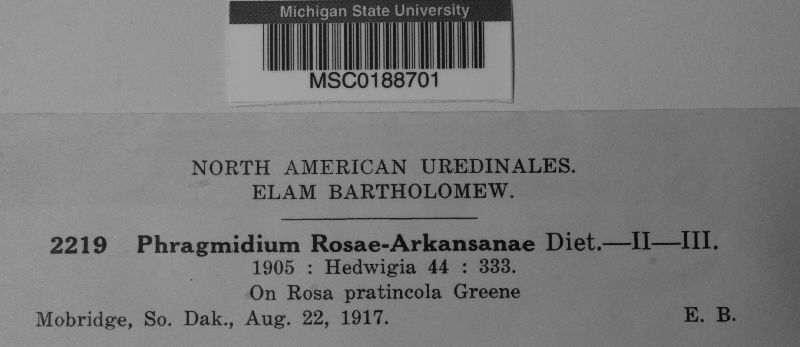 Michigan State University
MSC0188701
NORTH AMERICAN UREDINALES.
ELAM BARTHOLOMEW.
2219 Phragmidium Rosae-Arkansanae Diet.—II—III.
1905 : Hedwigia 44 : 333.
On Rosa pratincola Greene
Mobridge, So. Dak., Aug. 22, 1917. E. B.